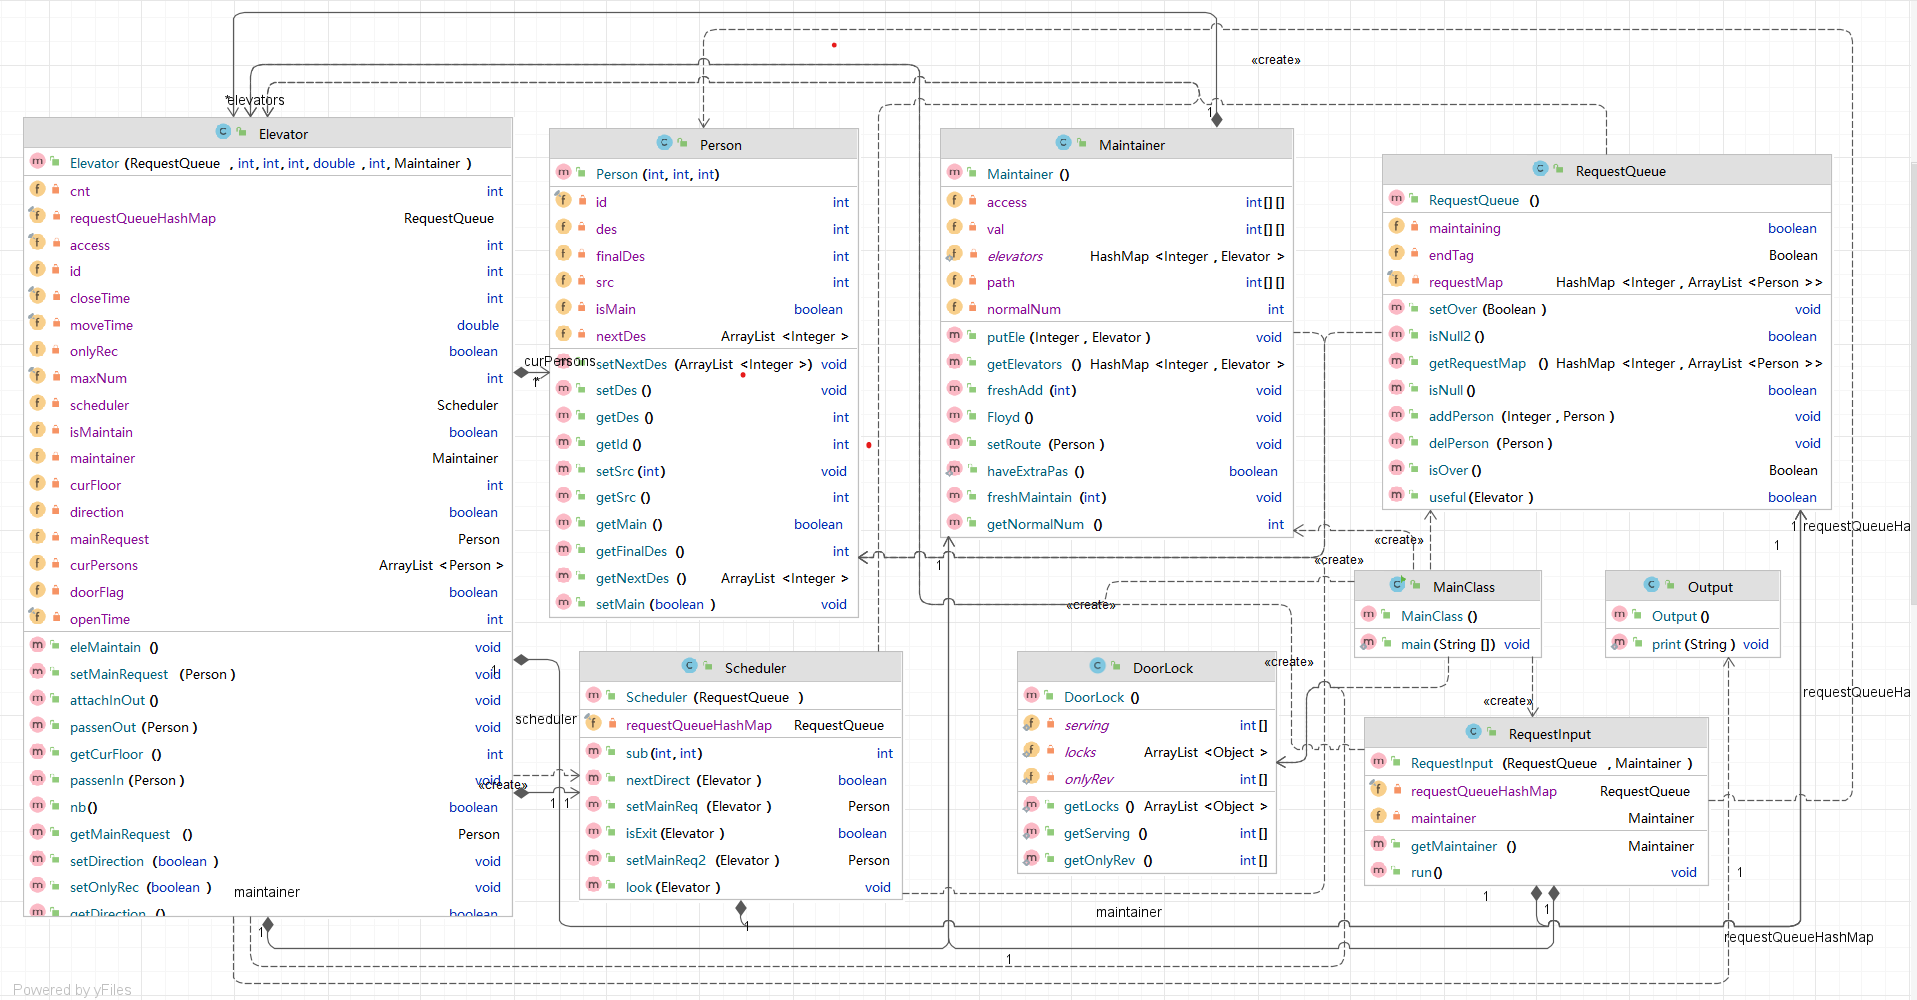 «create»
*elevators
1
Elevator
Elevator (RequestQueue , int, int, int, double , int, Maintainer )
cnt int
requestQueueHashMap RequestQueue
access int
id int
closeTime int
moveTime double
onlyRec boolean
maxNum int
scheduler Scheduler
isMaintain boolean
maintainer Maintainer
curFloor int
direction boolean
mainRequest Person
curPersons ArrayList <Person >
doorFlag boolean
openTime int
eleMaintain () void
setMainRequest (Person ) void
attachInOut () void
passenOut (Person ) void
getCurFloor () int
passenIn (Person ) void
nb() boolean
getMainRequest () Person
setDirection (boolean ) void
setOnlyRec (boolean ) void
getDirection () boolean
Person
Person (int, int, int)
id int
des int
finalDes int
src int
isMain boolean
nextDes ArrayList <Integer >
curPersons
1 *
setNextDes (ArrayList <Integer >) void
setDes () void
getDes () int
getId () int
setSrc (int) void
getSrc () int
getMain () boolean
getFinalDes () int
getNextDes () ArrayList <Integer >
setMain (boolean ) void
Maintainer
Maintainer ()
access int[] []
val int[] []
elevators HashMap <Integer , Elevator >
path int[] []
normalNum int
putEle (Integer , Elevator ) void
getElevators () HashMap <Integer , Elevator >
freshAdd (int) void
Floyd () void
setRoute (Person ) void
haveExtraPas () boolean
freshMaintain (int) void
getNormalNum () int
RequestQueue
RequestQueue ()
maintaining boolean
endTag Boolean
requestMap HashMap <Integer , ArrayList <Person >>
setOver (Boolean ) void
isNull2 () boolean
getRequestMap () HashMap <Integer , ArrayList <Person >>
isNull () boolean
addPerson (Integer , Person ) void
delPerson (Person ) void
isOver () Boolean
useful (Elevator ) boolean
1 requestQueueHa
1
«create»
«create»
1
«create»
MainClass
MainClass ()
main (String []) void
Output
Output ()
print (String ) void
«create»
1
scheduler
«create»
1 1
Scheduler
Scheduler (RequestQueue )
requestQueueHashMap RequestQueue
sub (int, int) int
nextDirect (Elevator ) boolean
setMainReq (Elevator ) Person
isExit (Elevator ) boolean
setMainReq2 (Elevator ) Person
look (Elevator ) void
DoorLock
DoorLock ()
serving int[]
locks ArrayList <Object >
onlyRev int[]
getLocks () ArrayList <Object >
getServing () int[]
getOnlyRev () int[]
requestQueueHa
«create»
RequestInput
RequestInput (RequestQueue , Maintainer )
requestQueueHashMap RequestQueue
maintainer Maintainer
getMaintainer () Maintainer
run() void
1
maintainer
1
1
maintainer
1
1
1
requestQueueHashMap
1
Powered by yFiles